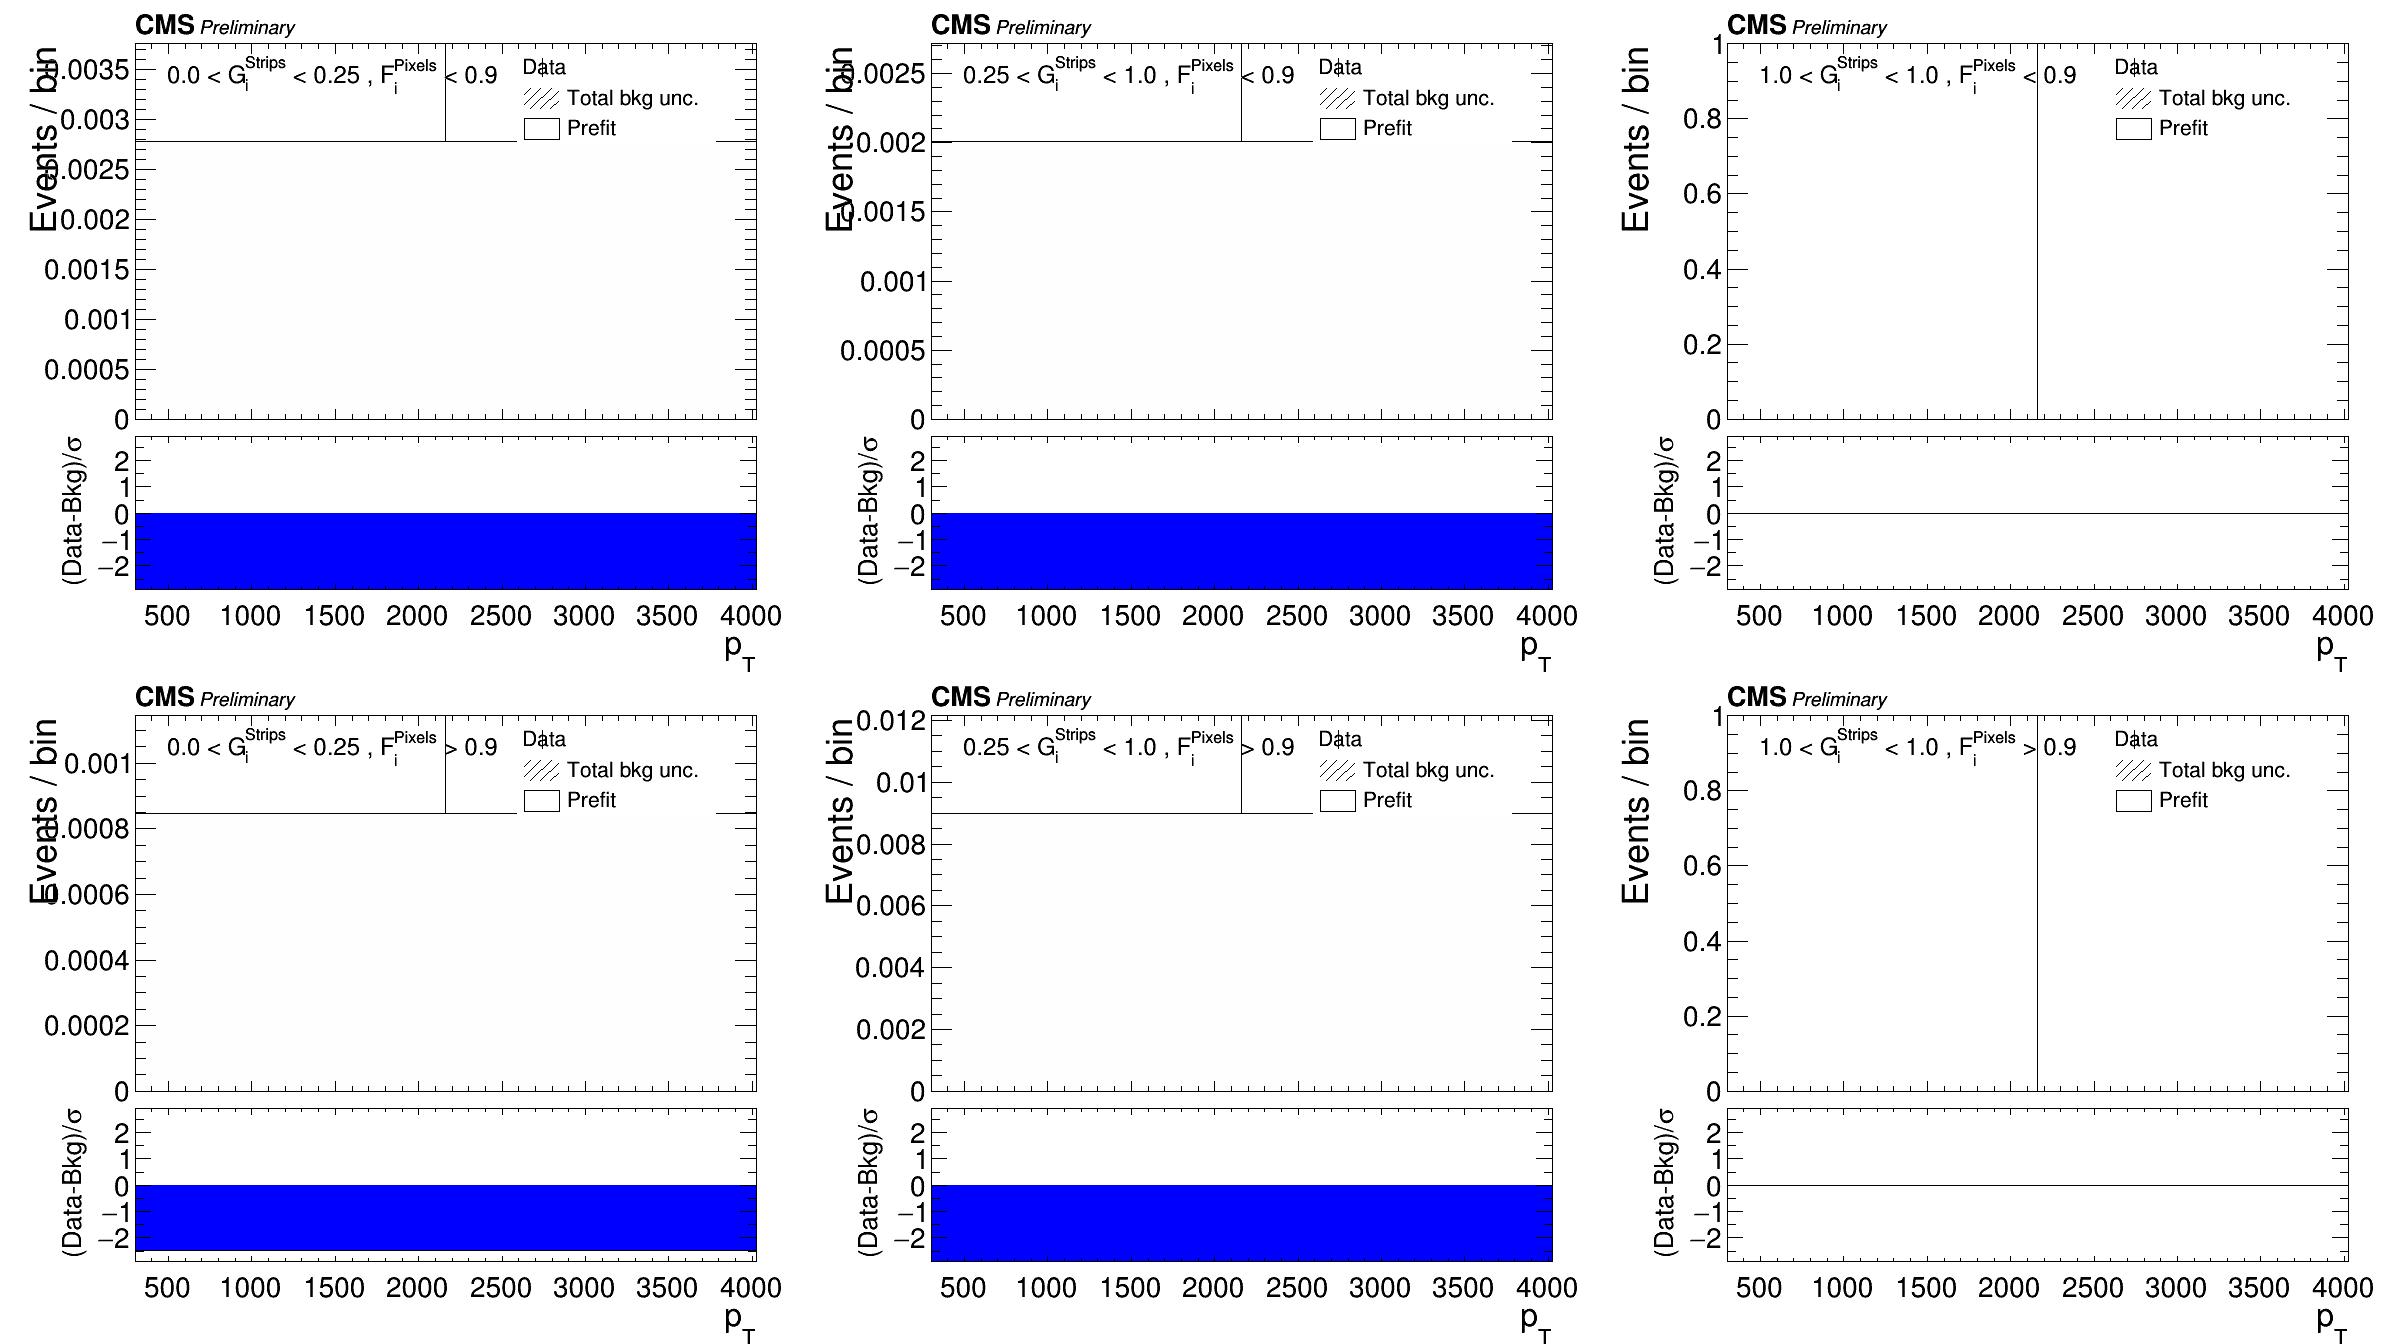 CMS Preliminary
Events / bin
0.0 < G_i^Strips < 0.25 , F_i^Pixels < 0.9
Data
Total bkg unc.
Prefit
0.0035
0.003
0.0025
0.002
0.0015
0.001
0.0005
0
(Data-Bkg)/σ
2
1
0
−1
−2
500 1000 1500 2000 2500 3000 3500 4000
p_T
CMS Preliminary
Events / bin
0.25 < G_i^Strips < 1.0 , F_i^Pixels < 0.9
Data
Total bkg unc.
Prefit
0.0025
0.002
0.0015
0.001
0.0005
0
(Data-Bkg)/σ
2
1
0
−1
−2
500 1000 1500 2000 2500 3000 3500 4000
p_T
CMS Preliminary
Events / bin
1.0 < G_i^Strips < 1.0 , F_i^Pixels < 0.9
Data
Total bkg unc.
Prefit
1
0.8
0.6
0.4
0.2
0
(Data-Bkg)/σ
2
1
0
−1
−2
500 1000 1500 2000 2500 3000 3500 4000
p_T
CMS Preliminary
Events / bin
0.0 < G_i^Strips < 0.25 , F_i^Pixels > 0.9
Data
Total bkg unc.
Prefit
0.001
0.0008
0.0006
0.0004
0.0002
0
(Data-Bkg)/σ
2
1
0
−1
−2
500 1000 1500 2000 2500 3000 3500 4000
p_T
CMS Preliminary
Events / bin
0.25 < G_i^Strips < 1.0 , F_i^Pixels > 0.9
Data
Total bkg unc.
Prefit
0.012
0.01
0.008
0.006
0.004
0.002
0
(Data-Bkg)/σ
2
1
0
−1
−2
500 1000 1500 2000 2500 3000 3500 4000
p_T
CMS Preliminary
Events / bin
1.0 < G_i^Strips < 1.0 , F_i^Pixels > 0.9
Data
Total bkg unc.
Prefit
1
0.8
0.6
0.4
0.2
0
(Data-Bkg)/σ
2
1
0
−1
−2
500 1000 1500 2000 2500 3000 3500 4000
p_T